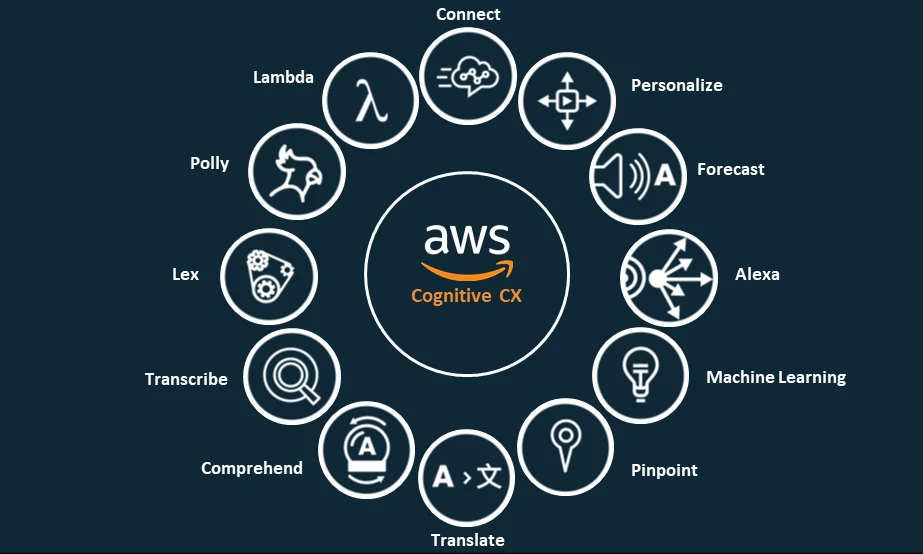 Connect
Lambda
λ
Personalize
Polly
Forecast
A
aws
Cognitive CX
Lex
Alexa
Transcribe
Machine Learning
Comprehend
A
Pinpoint
A › 文
Translate